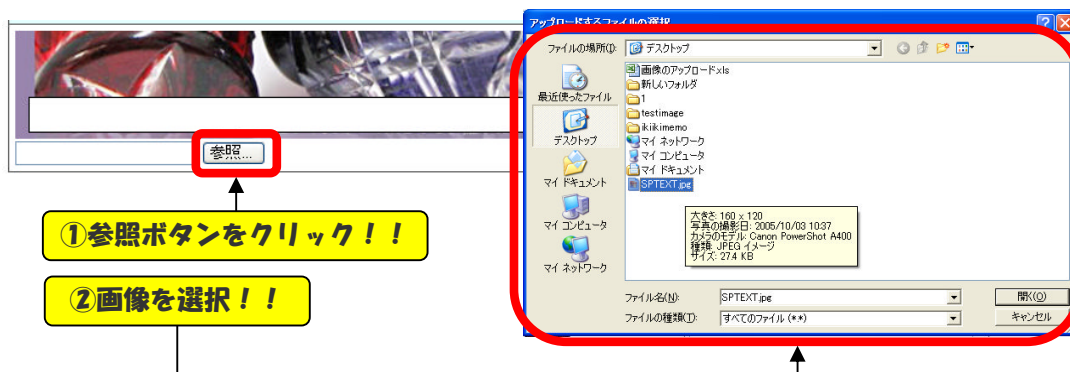 参照...
①参照ボタンをクリック！！
②画像を選択！！
アップロードするファイルの選択
ファイルの場所(I):
デスクトップ
最近使ったファイル
デスクトップ
マイ ドキュメント
マイ コンピュータ
マイ ネットワーク
画像のアップロード.xls
新しいフォルダ
1
testimage
ikiikimemo
マイ ネットワーク
マイ コンピュータ
マイ ドキュメント
SPTEXT.jpg
大きさ: 160 x 120
写真の撮影日: 2005/10/03 10:37
カメラのモデル: Canon PowerShot A400
種類: JPEG イメージ
サイズ: 27.4 KB
ファイル名(N):
SPTEXT.jpg
開く(O)
ファイルの種類(T):
すべてのファイル (*.*)
キャンセル